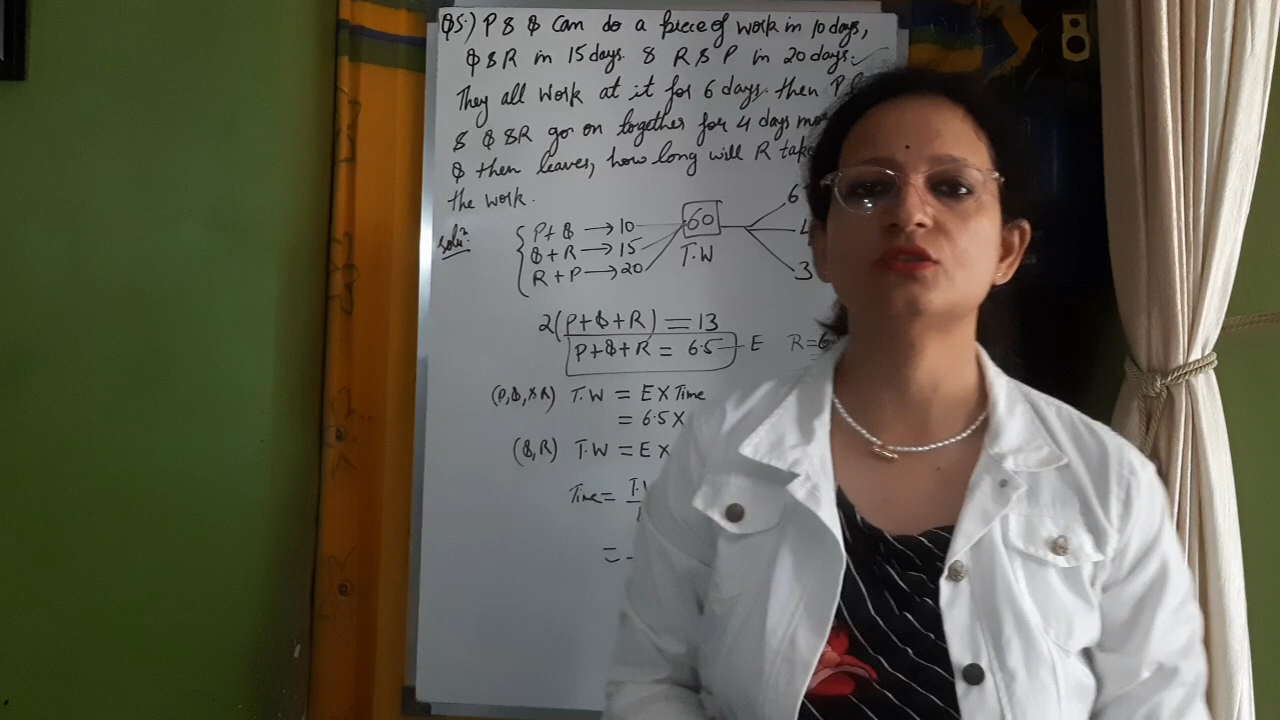 Q5.) P & Q Can do a piece of work in 10 days,
Q & R in 15 days. & R & P in 20 days.
They all work at it for 6 days. then P
& Q & R go on together for 4 days
Q then leaves, how long will R
the work.
Soln:
P + Q → 10
Q + R → 15
R + P → 20
60
T.W
6
4
3
2(P+Q+R) = 13
P+Q+R = 6.5 — E R=6
(P,Q,&R) T.W = E X Time
= 6.5 X
(Q,R) T.W = E X
Time =
=